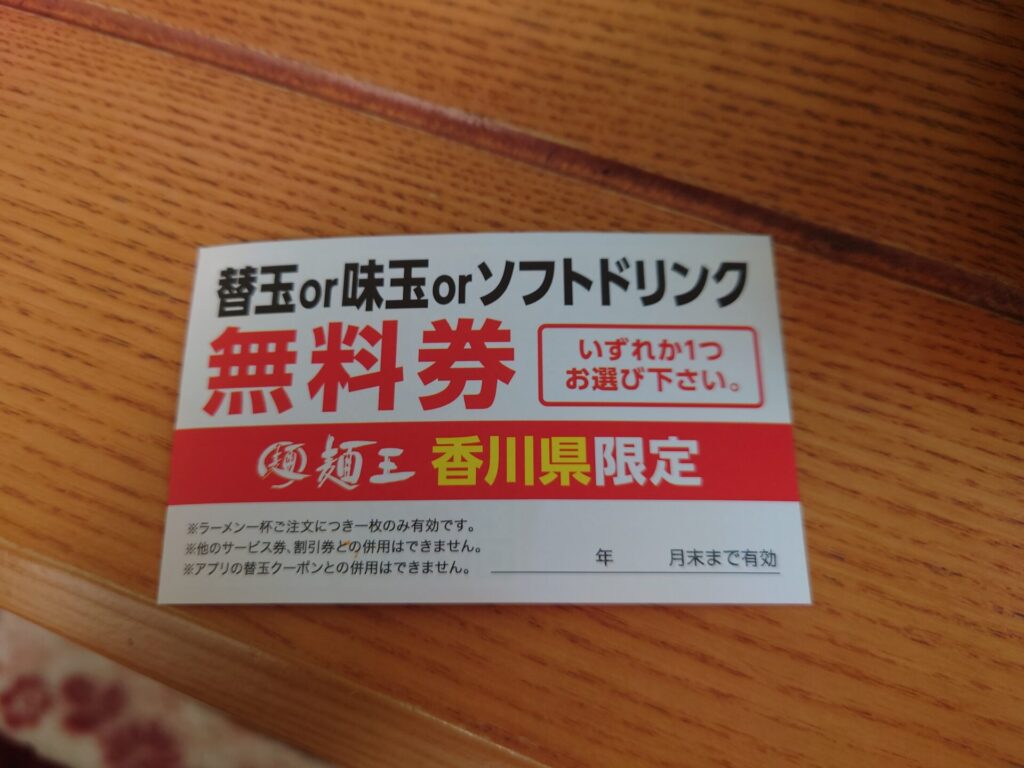 替玉or味玉orソフトドリンク
無料券
いずれか1つ
お選び下さい。
麺 麺王 香川県限定
※ラーメン一杯ご注文につき一枚のみ有効です。
※他のサービス券、割引券との併用はできません。
※アプリの替玉クーポンとの併用はできません。
年 月末まで有効